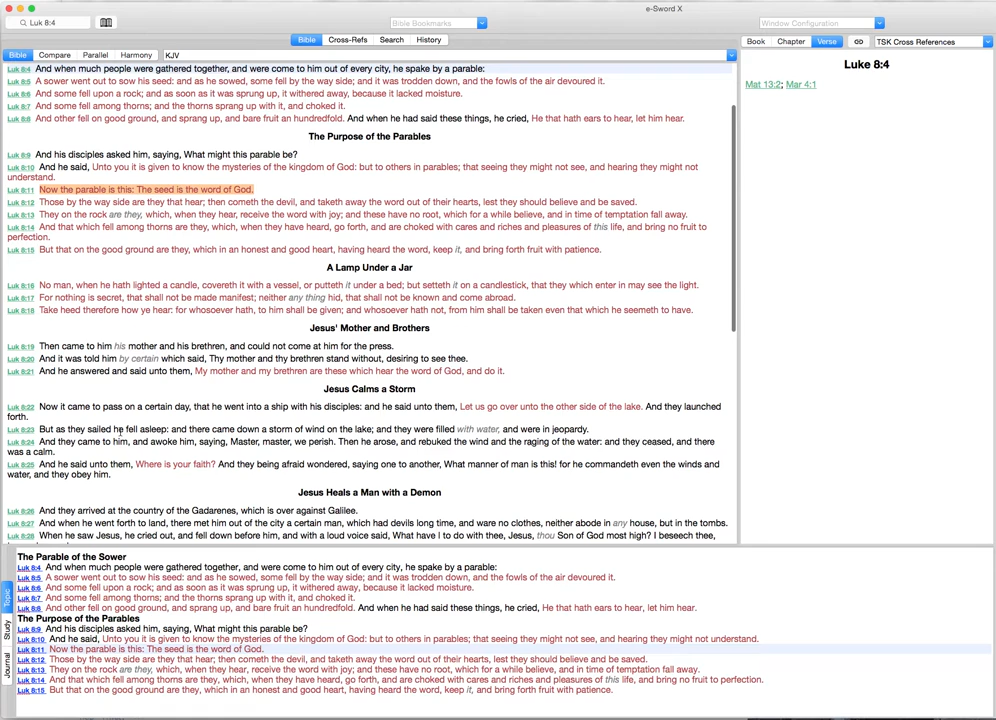 e-Sword X
Luk 8:4
Bible Bookmarks
Window Configuration
Bible Cross-Refs Search History
Book Chapter Verse TSK Cross References
Bible Compare Parallel Harmony KJV
Luk 8:4 And when much people were gathered together, and were come to him out of every city, he spake by a parable:
Luk 8:5 A sower went out to sow his seed: and as he sowed, some fell by the way side; and it was trodden down, and the fowls of the air devoured it.
Luk 8:6 And some fell upon a rock; and as soon as it was sprung up, it withered away, because it lacked moisture.
Luk 8:7 And some fell among thorns; and the thorns sprang up with it, and choked it.
Luk 8:8 And other fell on good ground, and sprang up, and bare fruit an hundredfold. And when he had said these things, he cried, He that hath ears to hear, let him hear.
The Purpose of the Parables
Luk 8:9 And his disciples asked him, saying, What might this parable be?
Luk 8:10 And he said, Unto you it is given to know the mysteries of the kingdom of God: but to others in parables; that seeing they might not see, and hearing they might not
understand.
Luk 8:11 Now the parable is this: The seed is the word of God.
Luk 8:12 Those by the way side are they that hear; then cometh the devil, and taketh away the word out of their hearts, lest they should believe and be saved.
Luk 8:13 They on the rock are they, which, when they hear, receive the word with joy; and these have no root, which for a while believe, and in time of temptation fall away.
Luk 8:14 And that which fell among thorns are they, which, when they have heard, go forth, and are choked with cares and riches and pleasures of this life, and bring no fruit to
perfection.
Luk 8:15 But that on the good ground are they, which in an honest and good heart, having heard the word, keep it, and bring forth fruit with patience.
A Lamp Under a Jar
Luk 8:16 No man, when he hath lighted a candle, covereth it with a vessel, or putteth it under a bed; but setteth it on a candlestick, that they which enter in may see the light.
Luk 8:17 For nothing is secret, that shall not be made manifest; neither any thing hid, that shall not be known and come abroad.
Luk 8:18 Take heed therefore how ye hear: for whosoever hath, to him shall be given; and whosoever hath not, from him shall be taken even that which he seemeth to have.
Jesus' Mother and Brothers
Luk 8:19 Then came to him his mother and his brethren, and could not come at him for the press.
Luk 8:20 And it was told him by certain which said, Thy mother and thy brethren stand without, desiring to see thee.
Luk 8:21 And he answered and said unto them, My mother and my brethren are these which hear the word of God, and do it.
Jesus Calms a Storm
Luk 8:22 Now it came to pass on a certain day, that he went into a ship with his disciples: and he said unto them, Let us go over unto the other side of the lake. And they launched
forth.
Luk 8:23 But as they sailed he fell asleep: and there came down a storm of wind on the lake; and they were filled with water, and were in jeopardy.
Luk 8:24 And they came to him, and awoke him, saying, Master, master, we perish. Then he arose, and rebuked the wind and the raging of the water: and they ceased, and there
was a calm.
Luk 8:25 And he said unto them, Where is your faith? And they being afraid wondered, saying one to another, What manner of man is this! for he commandeth even the winds and
water, and they obey him.
Jesus Heals a Man with a Demon
Luk 8:26 And they arrived at the country of the Gadarenes, which is over against Galilee.
Luk 8:27 And when he went forth to land, there met him out of the city a certain man, which had devils long time, and ware no clothes, neither abode in any house, but in the tombs.
Luk 8:28 When he saw Jesus, he cried out, and fell down before him, and with a loud voice said, What have I to do with thee, Jesus, thou Son of God most high? I beseech thee,
Luke 8:4
Mat 13:2; Mar 4:1
Topic
Study
Journal
The Parable of the Sower
Luk 8:4 And when much people were gathered together, and were come to him out of every city, he spake by a parable:
Luk 8:5 A sower went out to sow his seed: and as he sowed, some fell by the way side; and it was trodden down, and the fowls of the air devoured it.
Luk 8:6 And some fell upon a rock; and as soon as it was sprung up, it withered away, because it lacked moisture.
Luk 8:7 And some fell among thorns; and the thorns sprang up with it, and choked it.
Luk 8:8 And other fell on good ground, and sprang up, and bare fruit an hundredfold. And when he had said these things, he cried, He that hath ears to hear, let him hear.
The Purpose of the Parables
Luk 8:9 And his disciples asked him, saying, What might this parable be?
Luk 8:10 And he said, Unto you it is given to know the mysteries of the kingdom of God: but to others in parables; that seeing they might not see, and hearing they might not understand.
Luk 8:11 Now the parable is this: The seed is the word of God.
Luk 8:12 Those by the way side are they that hear; then cometh the devil, and taketh away the word out of their hearts, lest they should believe and be saved.
Luk 8:13 They on the rock are they, which, when they hear, receive the word with joy; and these have no root, which for a while believe, and in time of temptation fall away.
Luk 8:14 And that which fell among thorns are they, which, when they have heard, go forth, and are choked with cares and riches and pleasures of this life, and bring no fruit to perfection.
Luk 8:15 But that on the good ground are they, which in an honest and good heart, having heard the word, keep it, and bring forth fruit with patience.